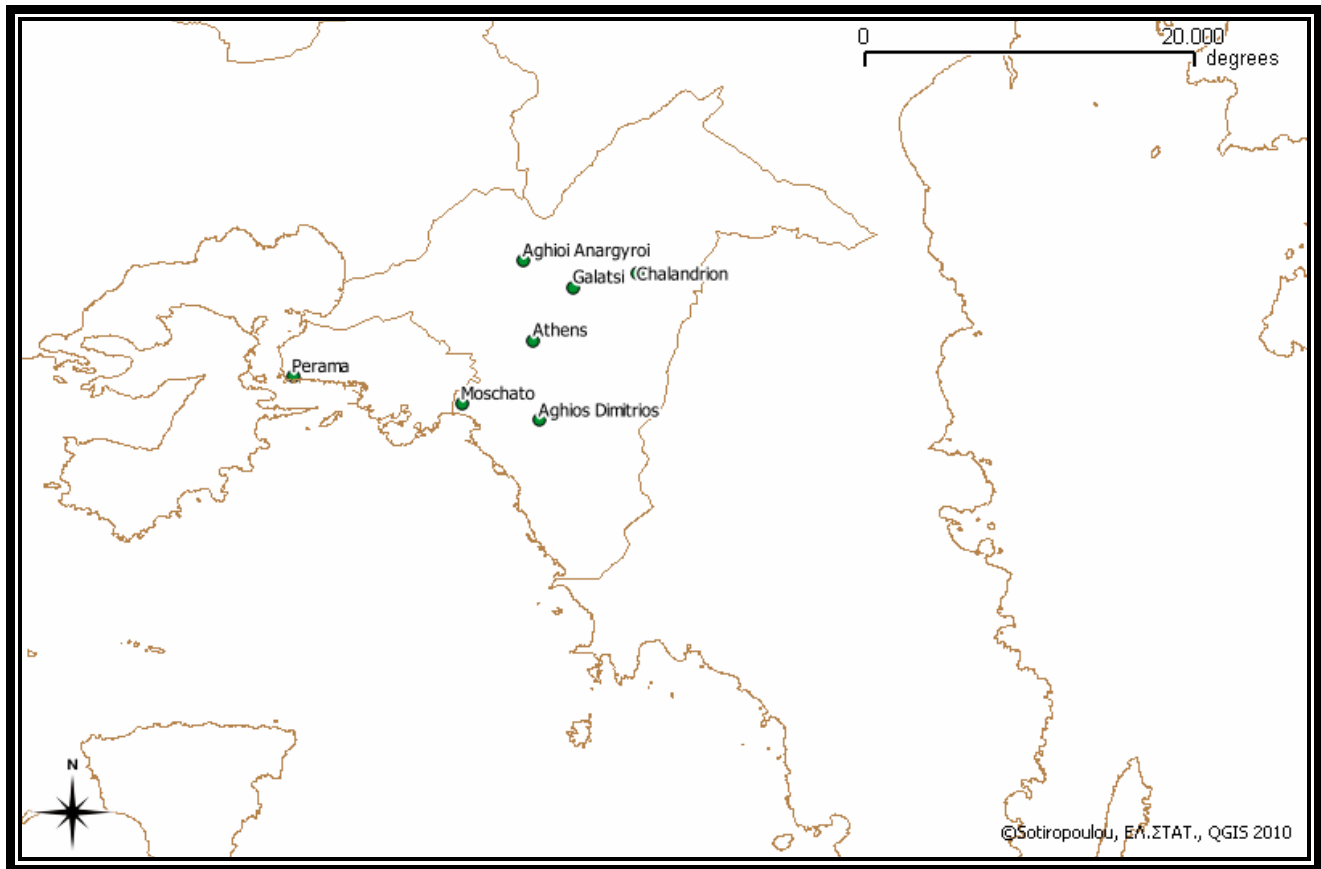 0 20.000
degrees
Aghioi Anargyroi
Galatsi
Chalandrion
Athens
Perama
Moschato
Aghios Dimitrios
N
©Sotiropoulou, ΕΛ.ΣΤΑΤ., QGIS 2010